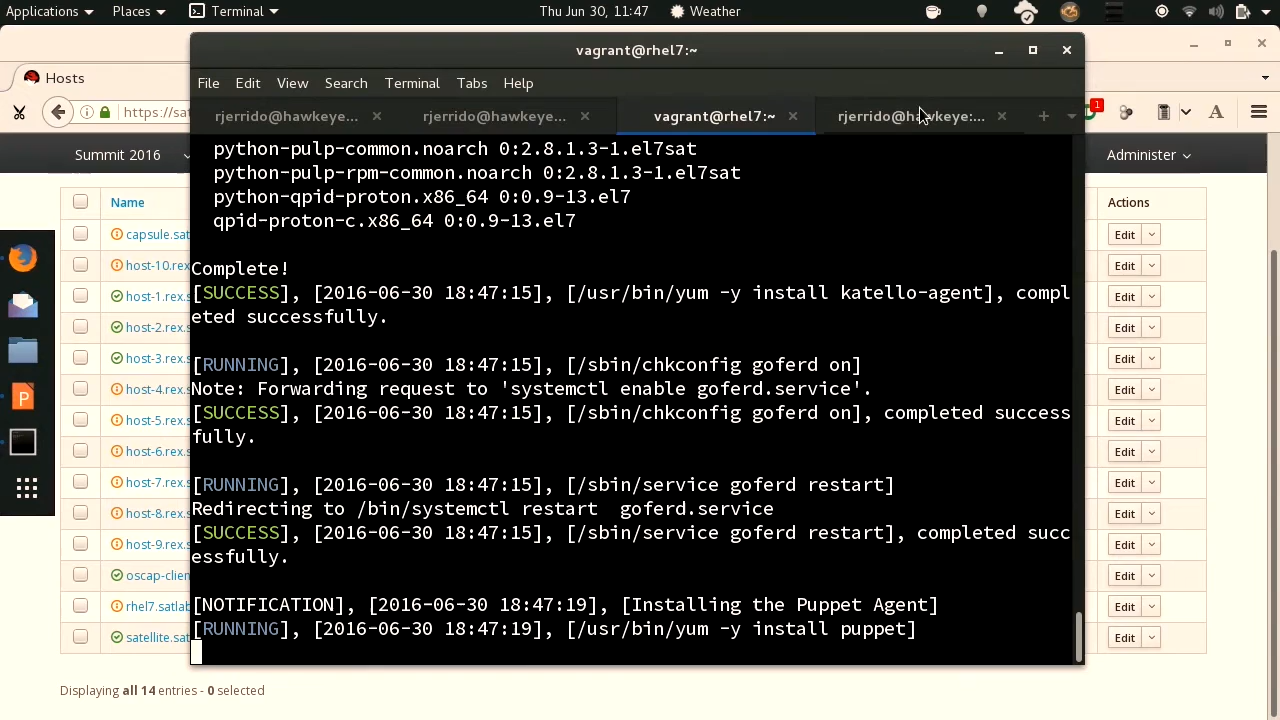 Applications Places Terminal Thu Jun 30, 11:47 Weather
vagrant@rhel7:~
Hosts
File Edit View Search Terminal Tabs Help
https://sat
1
rjerrido@hawkeye... rjerrido@hawkeye... vagrant@rhel7:~ rjerrido@hawkeye:...
Summit 2016
Administer
python-pulp-common.noarch 0:2.8.1.3-1.el7sat
python-pulp-rpm-common.noarch 0:2.8.1.3-1.el7sat
python-qpid-proton.x86_64 0:0.9-13.el7
qpid-proton-c.x86_64 0:0.9-13.el7
Complete!
[SUCCESS], [2016-06-30 18:47:15], [/usr/bin/yum -y install katello-agent], compl
eted successfully.
[RUNNING], [2016-06-30 18:47:15], [/sbin/chkconfig goferd on]
Note: Forwarding request to 'systemctl enable goferd.service'.
[SUCCESS], [2016-06-30 18:47:15], [/sbin/chkconfig goferd on], completed success
fully.
[RUNNING], [2016-06-30 18:47:15], [/sbin/service goferd restart]
Redirecting to /bin/systemctl restart  goferd.service
[SUCCESS], [2016-06-30 18:47:15], [/sbin/service goferd restart], completed succ
essfully.
[NOTIFICATION], [2016-06-30 18:47:19], [Installing the Puppet Agent]
[RUNNING], [2016-06-30 18:47:19], [/usr/bin/yum -y install puppet]
Name
Actions
capsule.sat
Edit
host-10.rex
Edit
host-1.rex.s
Edit
host-2.rex.s
Edit
host-3.rex.s
Edit
host-4.rex.s
Edit
host-5.rex.s
Edit
host-6.rex.s
Edit
host-7.rex.s
Edit
host-8.rex.s
Edit
host-9.rex.s
Edit
oscap-clien
Edit
rhel7.satlab
Edit
satellite.sat
Edit
Displaying all 14 entries - 0 selected